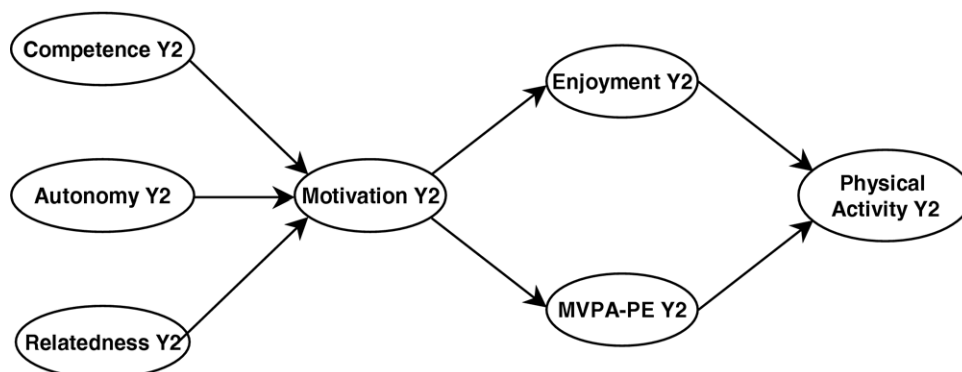 Competence Y2
Enjoyment Y2
Autonomy Y2
Motivation Y2
Physical
Activity Y2
Relatedness Y2
MVPA-PE Y2